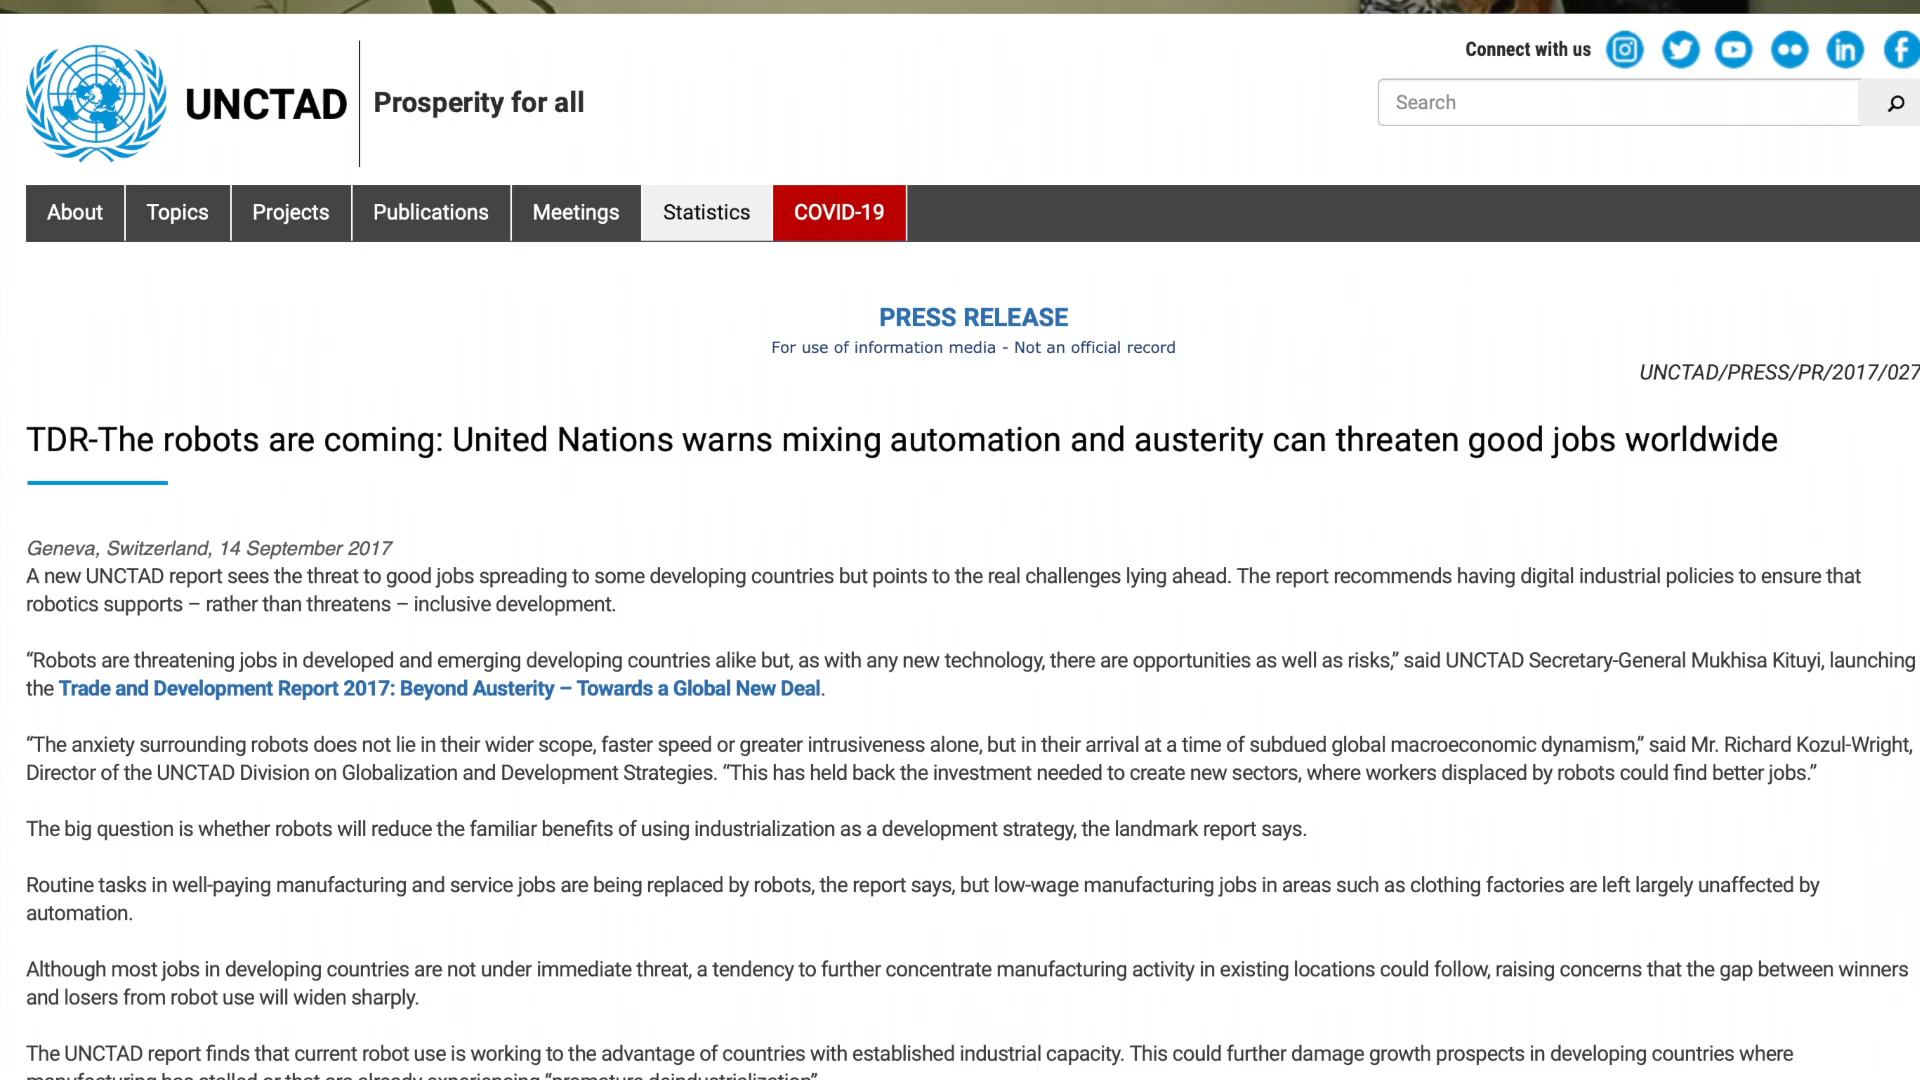 Connect with us
UNCTAD
Prosperity for all
Search
About
Topics
Projects
Publications
Meetings
Statistics
COVID-19
PRESS RELEASE
For use of information media - Not an official record
UNCTAD/PRESS/PR/2017/027
TDR-The robots are coming: United Nations warns mixing automation and austerity can threaten good jobs worldwide
Geneva, Switzerland, 14 September 2017
A new UNCTAD report sees the threat to good jobs spreading to some developing countries but points to the real challenges lying ahead. The report recommends having digital industrial policies to ensure that
robotics supports – rather than threatens – inclusive development.
“Robots are threatening jobs in developed and emerging developing countries alike but, as with any new technology, there are opportunities as well as risks,” said UNCTAD Secretary-General Mukhisa Kituyi, launching
the Trade and Development Report 2017: Beyond Austerity – Towards a Global New Deal.
“The anxiety surrounding robots does not lie in their wider scope, faster speed or greater intrusiveness alone, but in their arrival at a time of subdued global macroeconomic dynamism,” said Mr. Richard Kozul-Wright,
Director of the UNCTAD Division on Globalization and Development Strategies. “This has held back the investment needed to create new sectors, where workers displaced by robots could find better jobs.”
The big question is whether robots will reduce the familiar benefits of using industrialization as a development strategy, the landmark report says.
Routine tasks in well-paying manufacturing and service jobs are being replaced by robots, the report says, but low-wage manufacturing jobs in areas such as clothing factories are left largely unaffected by
automation.
Although most jobs in developing countries are not under immediate threat, a tendency to further concentrate manufacturing activity in existing locations could follow, raising concerns that the gap between winners
and losers from robot use will widen sharply.
The UNCTAD report finds that current robot use is working to the advantage of countries with established industrial capacity. This could further damage growth prospects in developing countries where
manufacturing has stalled or that are already experiencing “premature deindustrialization”